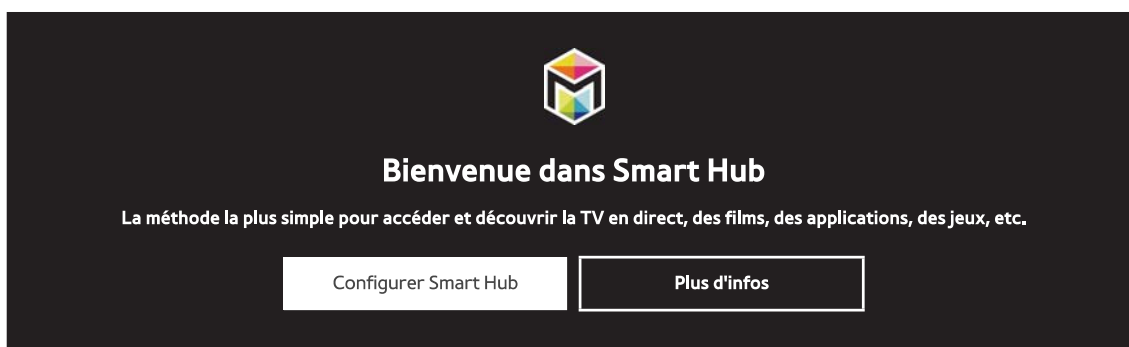 Bienvenue dans Smart Hub
La méthode la plus simple pour accéder et découvrir la TV en direct, des films, des applications, des jeux, etc.
Configurer Smart Hub
Plus d'infos